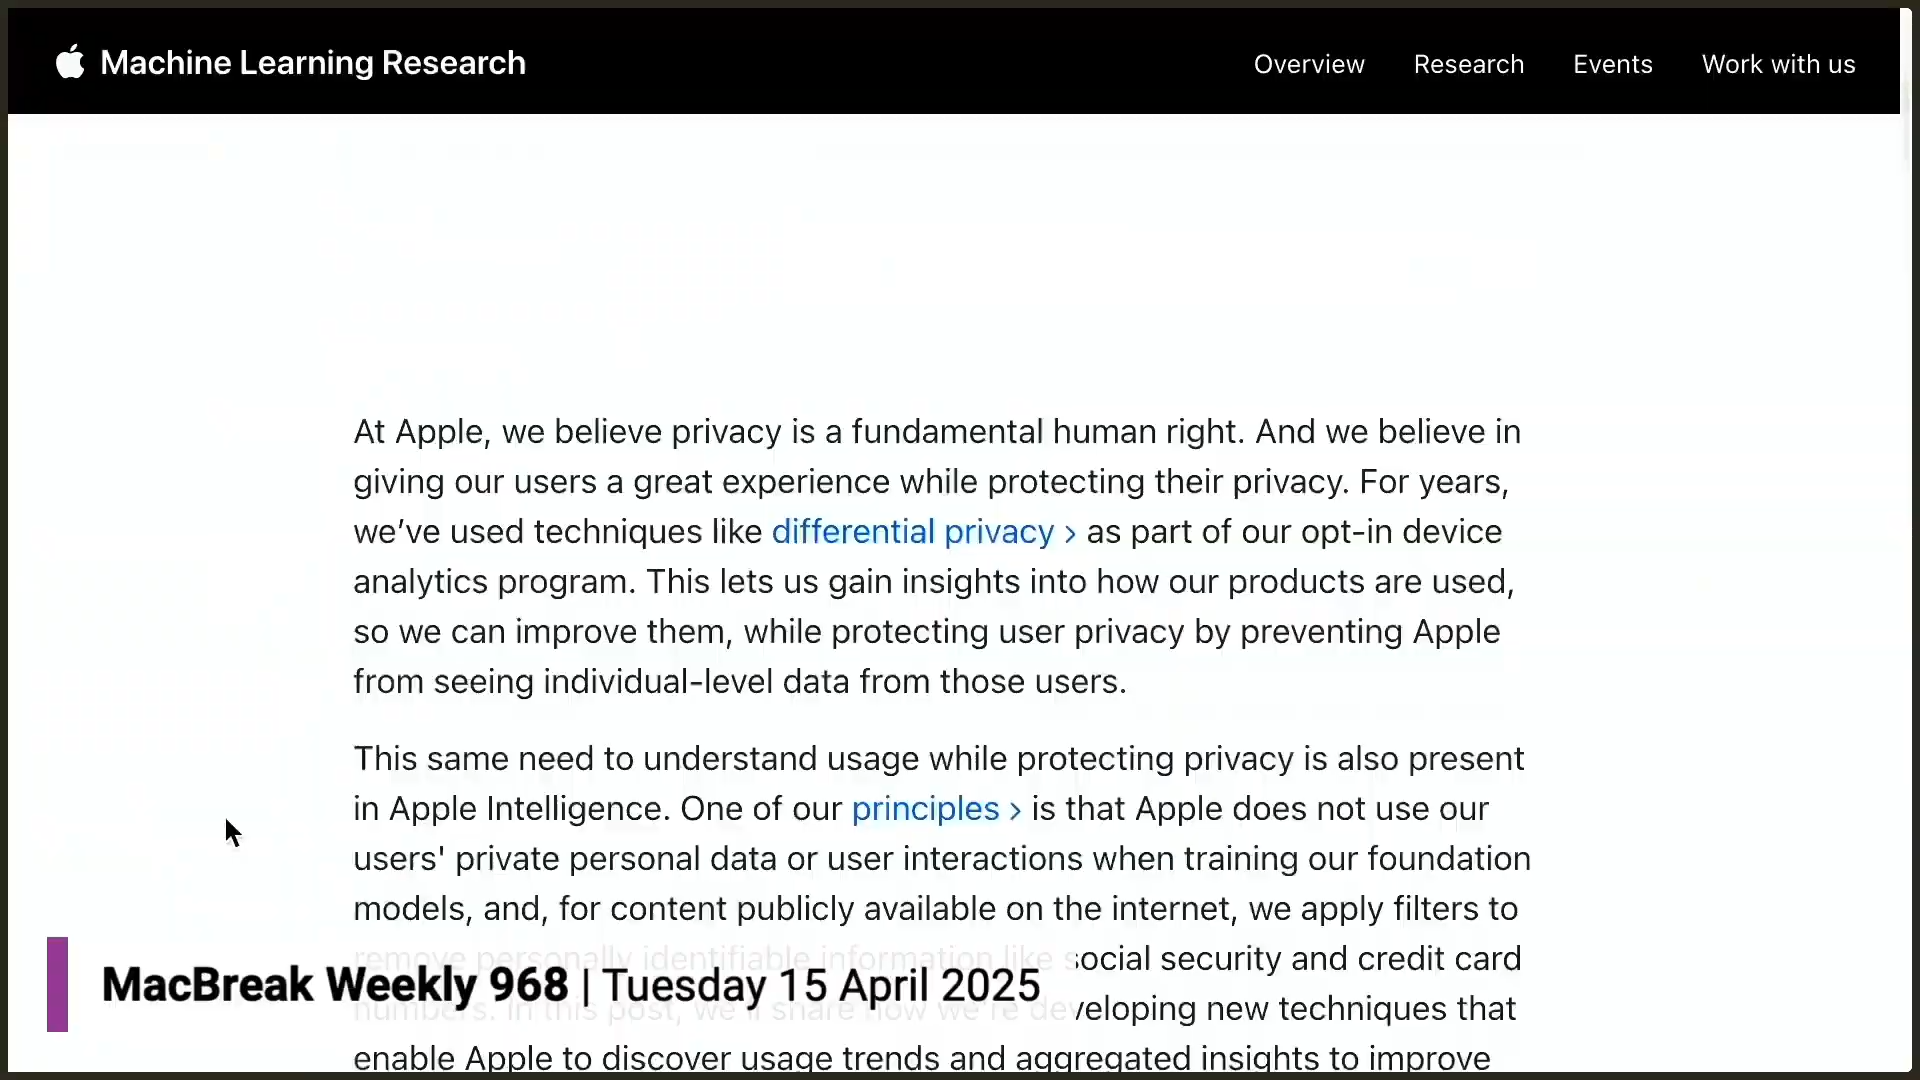 Machine Learning Research
Overview Research Events Work with us
At Apple, we believe privacy is a fundamental human right. And we believe in
giving our users a great experience while protecting their privacy. For years,
we’ve used techniques like differential privacy › as part of our opt-in device
analytics program. This lets us gain insights into how our products are used,
so we can improve them, while protecting user privacy by preventing Apple
from seeing individual-level data from those users.
This same need to understand usage while protecting privacy is also present
in Apple Intelligence. One of our principles › is that Apple does not use our
users' private personal data or user interactions when training our foundation
models, and, for content publicly available on the internet, we apply filters to
remove personally identifiable information like social security and credit card
numbers. In this post, we'll share how we're developing new techniques that
enable Apple to discover usage trends and aggregated insights to improve
MacBreak Weekly 968 | Tuesday 15 April 2025